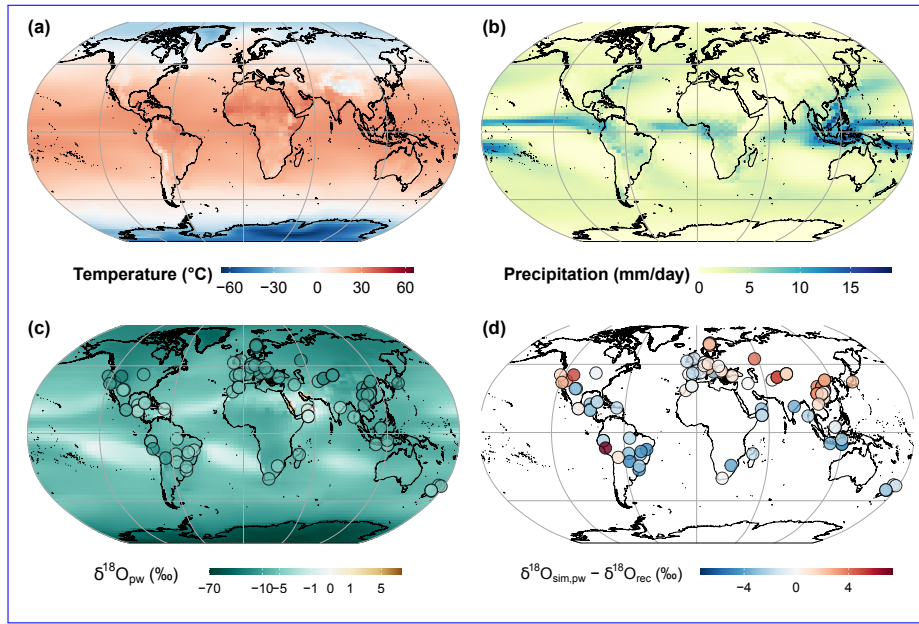 (a)
(b)
Temperature (°C)
−60 −30 0 30 60
Precipitation (mm/day)
0 5 10 15
(c)
(d)
δ¹⁸Opw (‰)
−70 −10 −5 −1 0 1 5
δ¹⁸Osim,pw − δ¹⁸Orec (‰)
−4 0 4